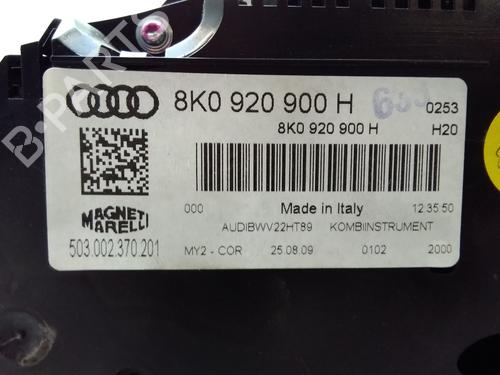 8K0 920 900 H
0253
8K0 920 900 H
H20
000
Made in Italy
12.35.50
MAGNETI
MARELLI
AUDIBWV22HT89
KOMBIINSTRUMENT
503.002.370.201
MY2 - COR
25.08.09
0102
2000
B-PARTS